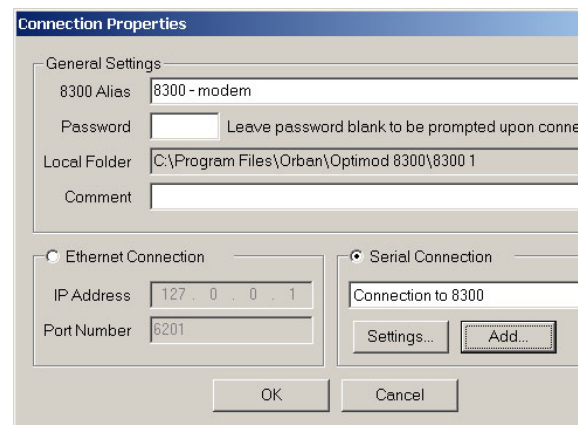 Connection Properties
General Settings
8300 Alias 8300 - modem
Password Leave password blank to be prompted upon
Local Folder C:\Program Files\Orban\Optimod 8300\8300 1
Comment
Ethernet Connection
IP Address 127 . 0 . 0 . 1
Port Number 6201
Serial Connection
Connection to 8300
Settings... Add...
OK Cancel